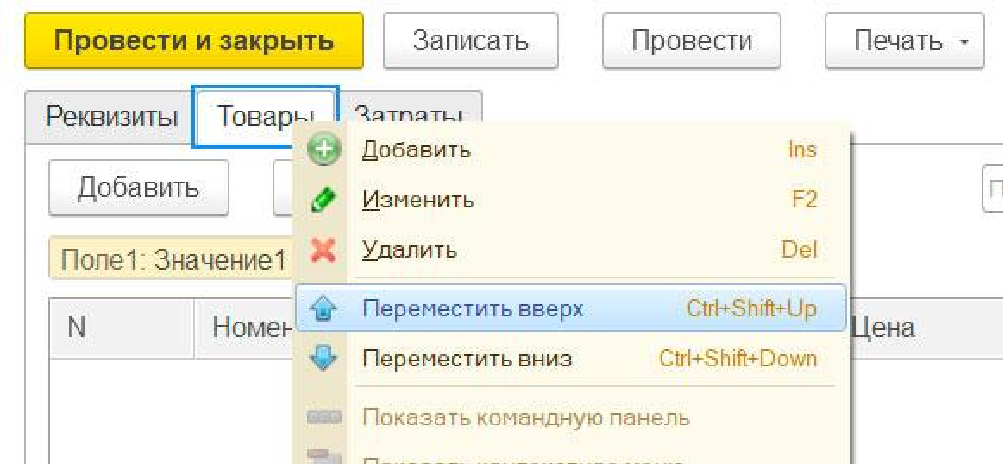 Провести и закрыть Записать Провести Печать
Реквизиты Товары Затраты
Добавить Ins
Добавить
Изменить F2
Удалить Del
Поле1: Значение1
Переместить вверх Ctrl+Shift+Up
N Цена
Переместить вниз Ctrl+Shift+Down
Показать командную панель